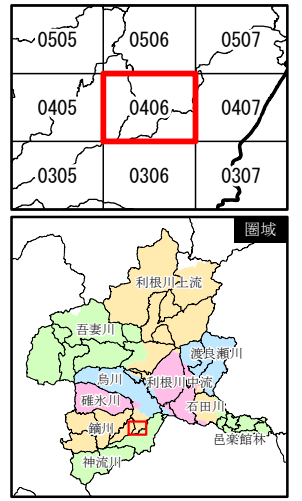 0505 0506 0507
0405 0406 0407
0305 0306 0307
圏域
利根川上流
吾妻川
渡良瀬川
烏川 利根川中流
碓氷川
石田川
鏑川
邑楽館林
神流川